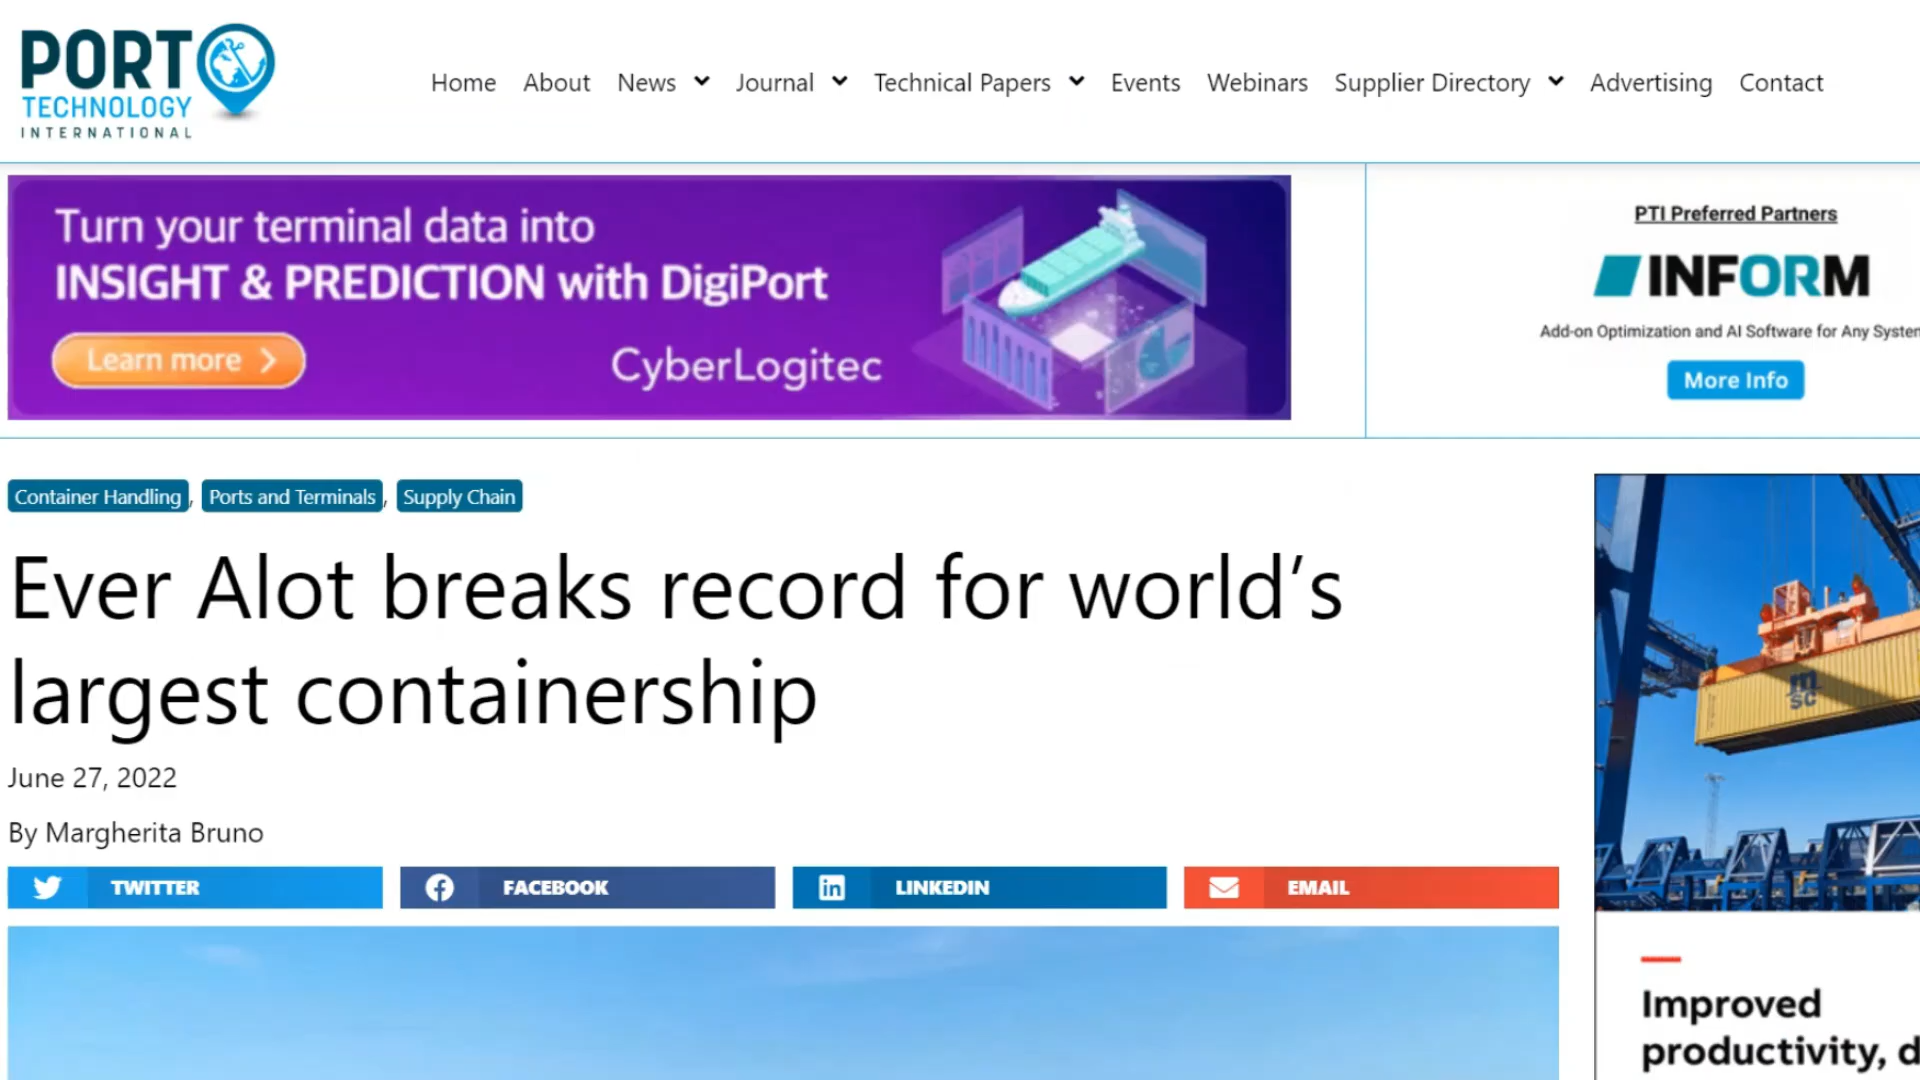 PORT
TECHNOLOGY
INTERNATIONAL
Home About News Journal Technical Papers Events Webinars Supplier Directory Advertising Contact
Turn your terminal data into
INSIGHT & PREDICTION with DigiPort
Learn more
CyberLogitec
PTI Preferred Partners
INFORM
Add-on Optimization and AI Software for Any System
More Info
Container Handling, Ports and Terminals, Supply Chain
Ever Alot breaks record for world’s
largest containership
June 27, 2022
By Margherita Bruno
TWITTER FACEBOOK LINKEDIN EMAIL
msc
Improved
productivity, d